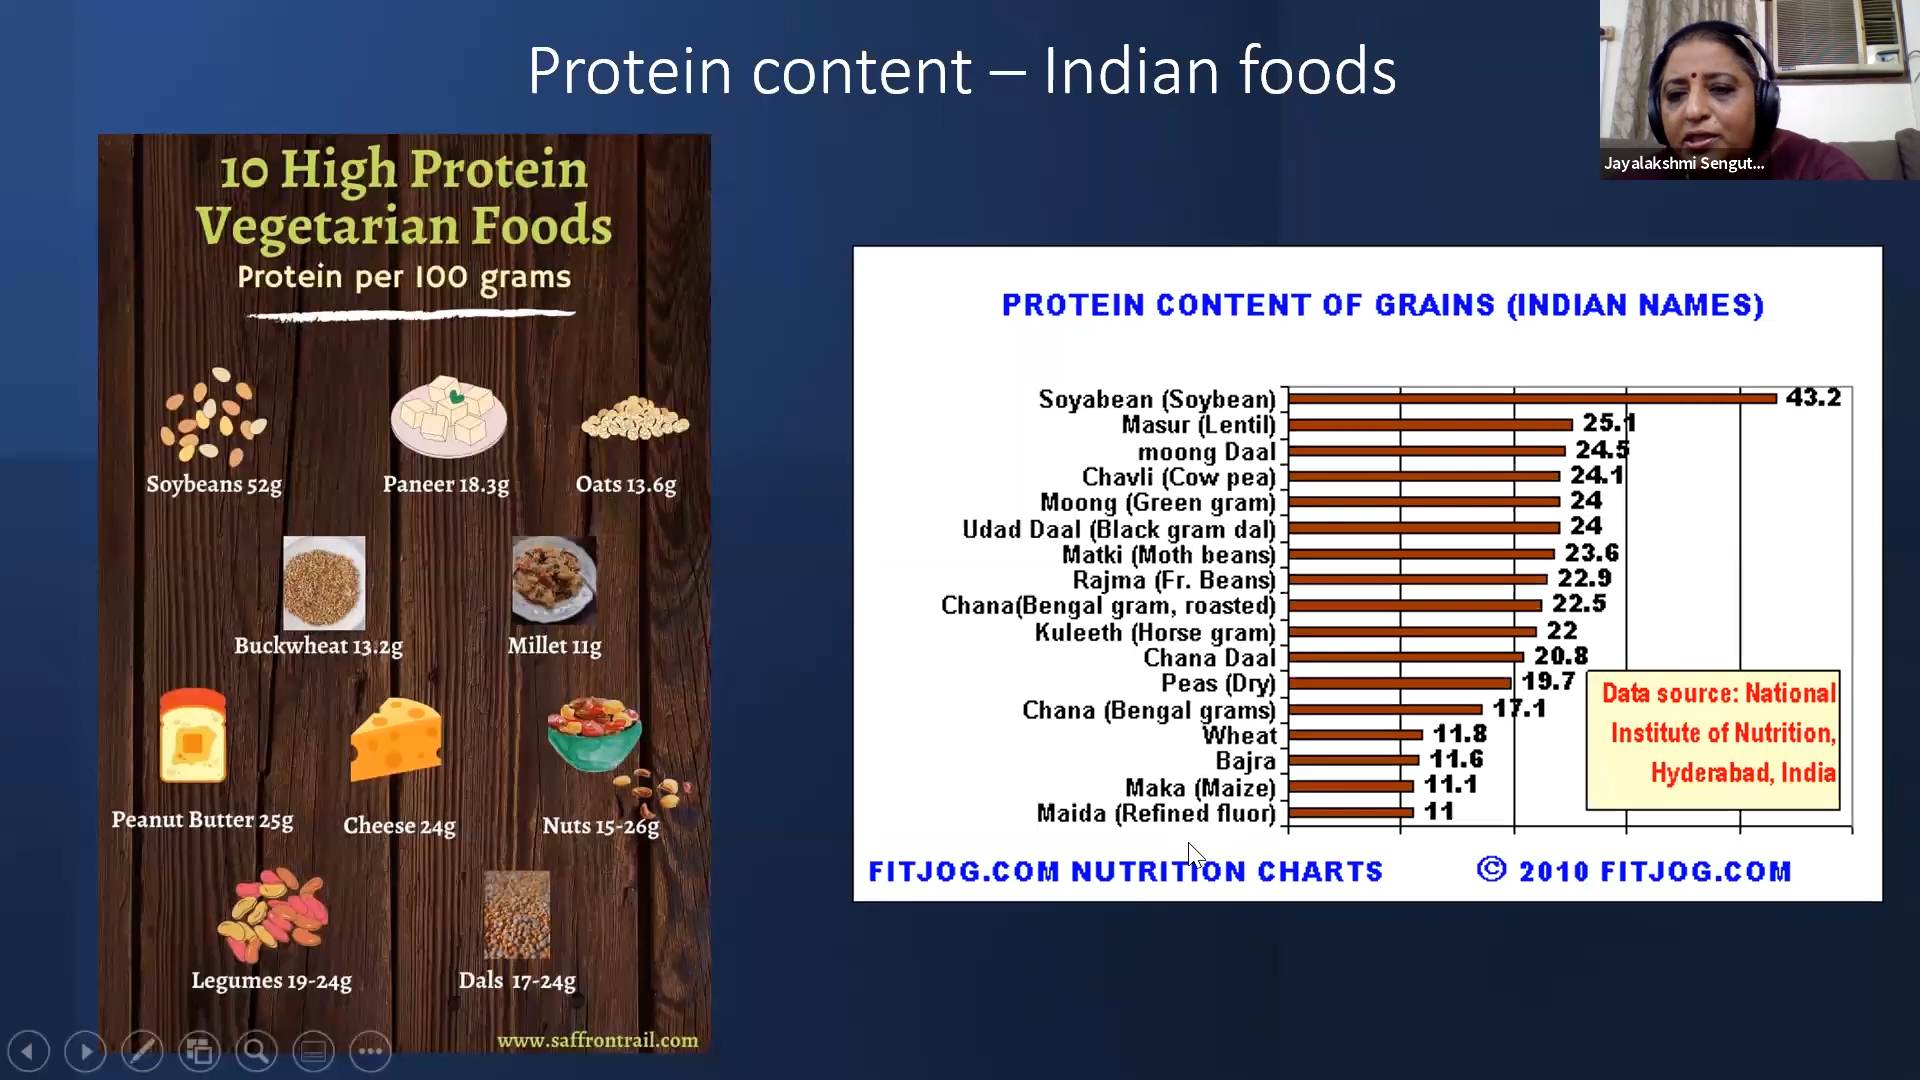 Protein content – Indian foods
Jayalakshmi Sengut...
10 High Protein
Vegetarian Foods
Protein per 100 grams
Soybeans 52g
Paneer 18.3g
Oats 13.6g
Buckwheat 13.2g
Millet 11g
Peanut Butter 25g
Cheese 24g
Nuts 15-26g
Legumes 19-24g
Dals 17-24g
www.saffrontrail.com
PROTEIN CONTENT OF GRAINS (INDIAN NAMES)
Soyabean (Soybean) 43.2
Masur (Lentil) 25.1
moong Daal 24.5
Chavli (Cow pea) 24.1
Moong (Green gram) 24
Udad Daal (Black gram dal) 24
Matki (Moth beans) 23.6
Rajma (Fr. Beans) 22.9
Chana(Bengal gram, roasted) 22.5
Kuleeth (Horse gram) 22
Chana Daal 20.8
Peas (Dry) 19.7
Chana (Bengal grams) 17.1
Wheat 11.8
Bajra 11.6
Maka (Maize) 11.1
Maida (Refined fluor) 11
Data source: National
Institute of Nutrition,
Hyderabad, India
FITJOG.COM NUTRITION CHARTS
© 2010 FITJOG.COM